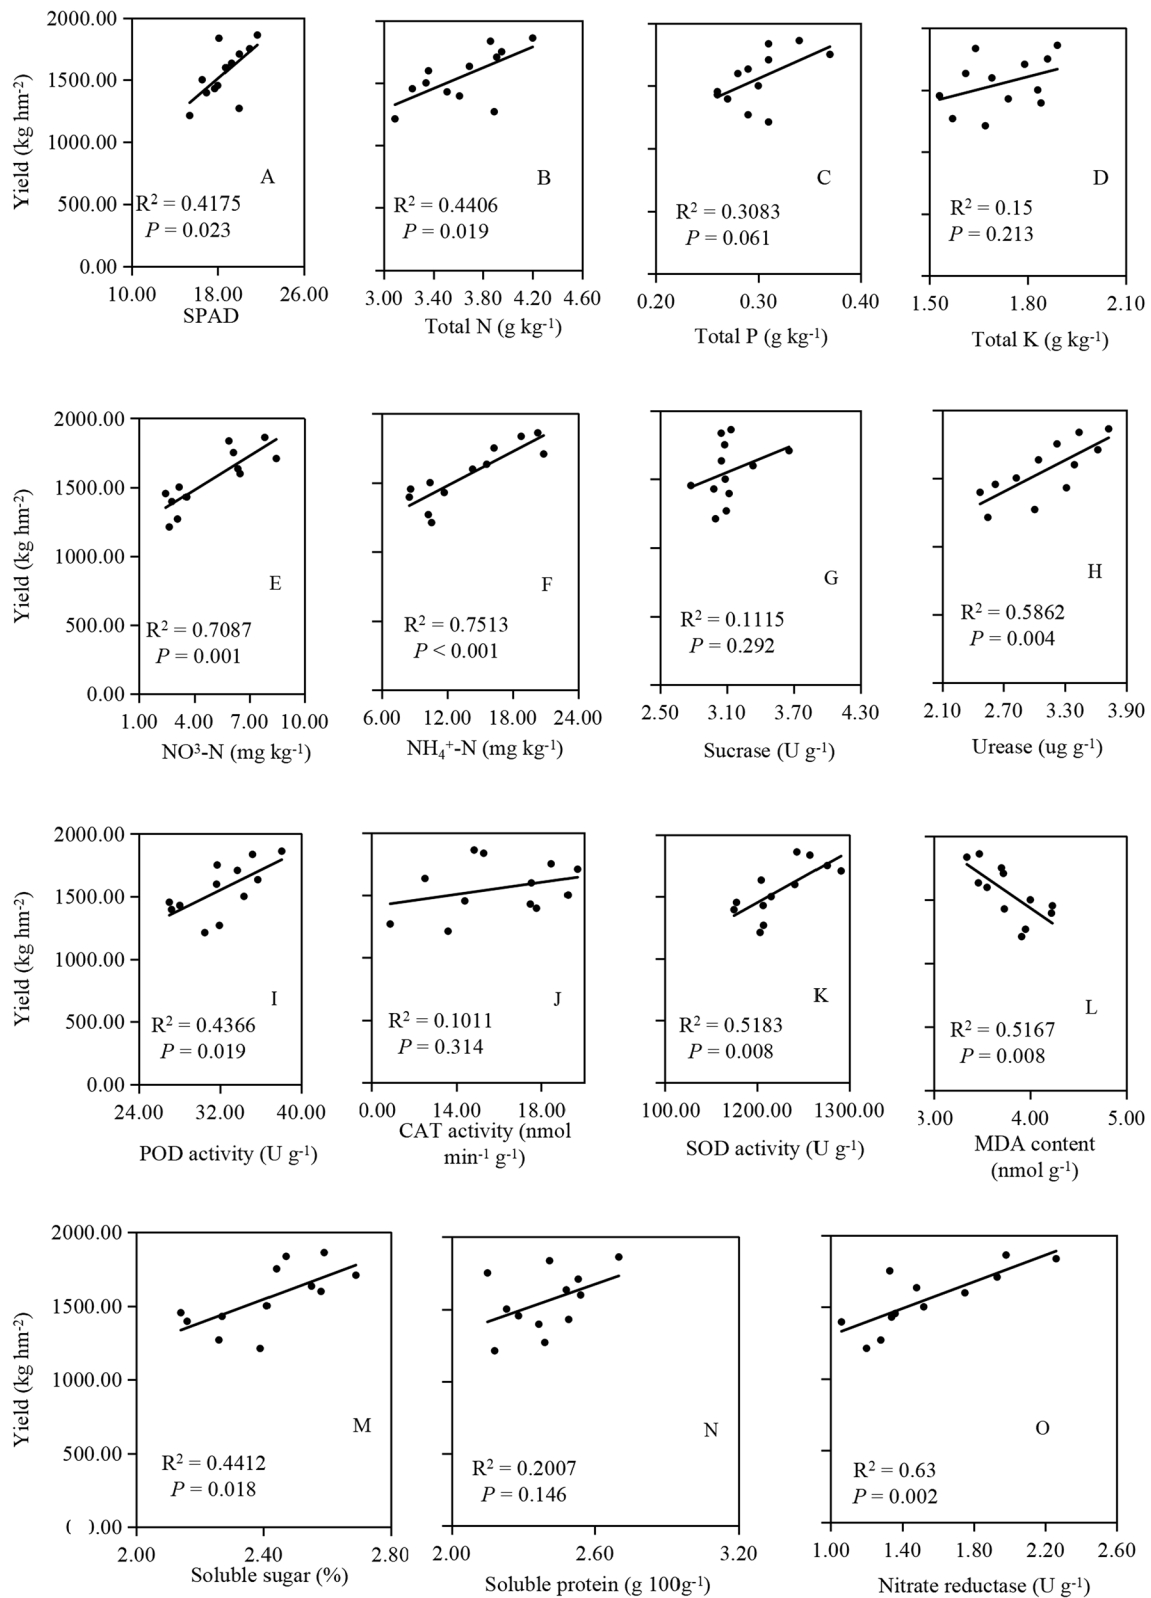 2000.00
1500.00
1000.00
500.00
0.00
Yield (kg hm⁻²)
A
R² = 0.4175
P = 0.023
10.00 18.00 26.00
SPAD
B
R² = 0.4406
P = 0.019
3.00 3.40 3.80 4.20 4.60
Total N (g kg⁻¹)
C
R² = 0.3083
P = 0.061
0.20 0.30 0.40
Total P (g kg⁻¹)
D
R² = 0.15
P = 0.213
1.50 1.80 2.10
Total K (g kg⁻¹)
2000.00
1500.00
1000.00
500.00
0.00
Yield (kg hm⁻²)
E
R² = 0.7087
P = 0.001
1.00 4.00 7.00 10.00
NO³-N (mg kg⁻¹)
F
R² = 0.7513
P < 0.001
6.00 12.00 18.00 24.00
NH₄⁺-N (mg kg⁻¹)
G
R² = 0.1115
P = 0.292
2.50 3.10 3.70 4.30
Sucrase (U g⁻¹)
H
R² = 0.5862
P = 0.004
2.10 2.70 3.30 3.90
Urease (ug g⁻¹)
2000.00
1500.00
1000.00
500.00
0.00
Yield (kg hm⁻²)
I
R² = 0.4366
P = 0.019
24.00 32.00 40.00
POD activity (U g⁻¹)
J
R² = 0.1011
P = 0.314
0.00 14.00 18.00
CAT activity (nmol
min⁻¹ g⁻¹)
K
R² = 0.5183
P = 0.008
100.00 1200.00 1300.00
SOD activity (U g⁻¹)
L
R² = 0.5167
P = 0.008
3.00 4.00 5.00
MDA content
(nmol g⁻¹)
2000.00
1500.00
1000.00
500.00
( ).00
Yield (kg hm⁻²)
M
R² = 0.4412
P = 0.018
2.00 2.40 2.80
Soluble sugar (%)
N
R² = 0.2007
P = 0.146
2.00 2.60 3.20
Soluble protein (g 100g⁻¹)
O
R² = 0.63
P = 0.002
1.00 1.40 1.80 2.20 2.60
Nitrate reductase (U g⁻¹)